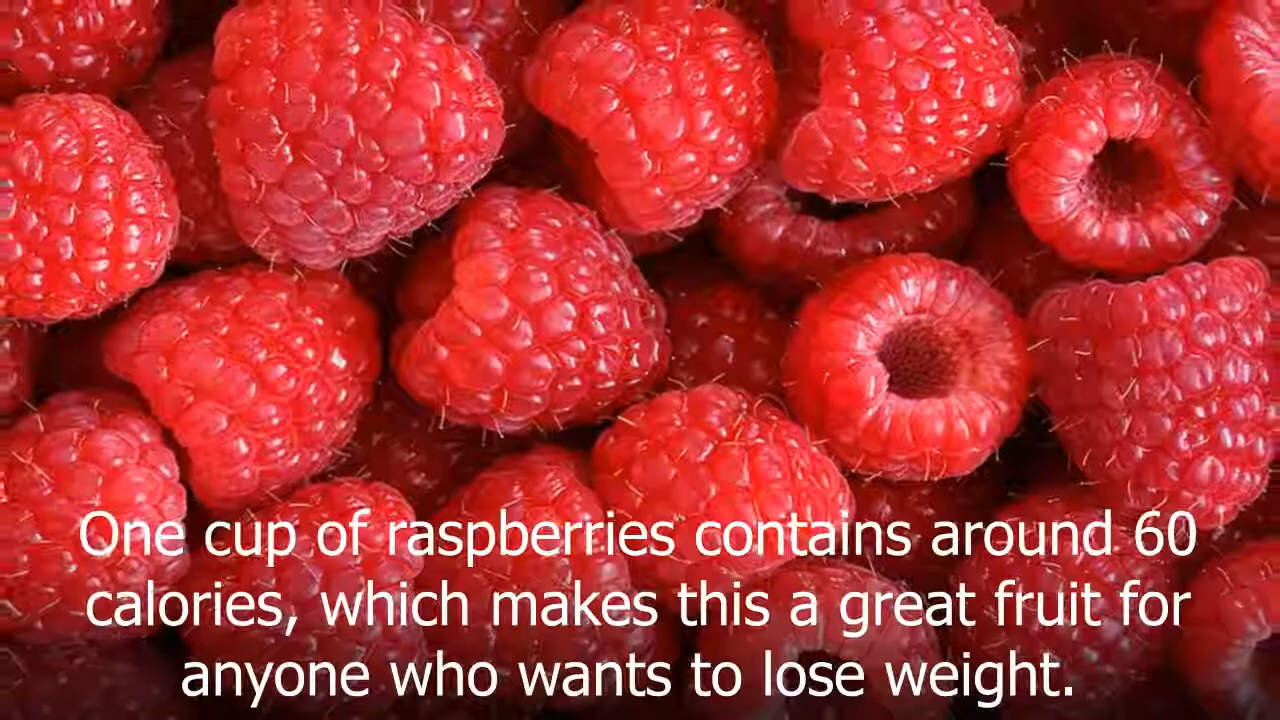 One cup of raspberries contains around 60
calories, which makes this a great fruit for
anyone who wants to lose weight.